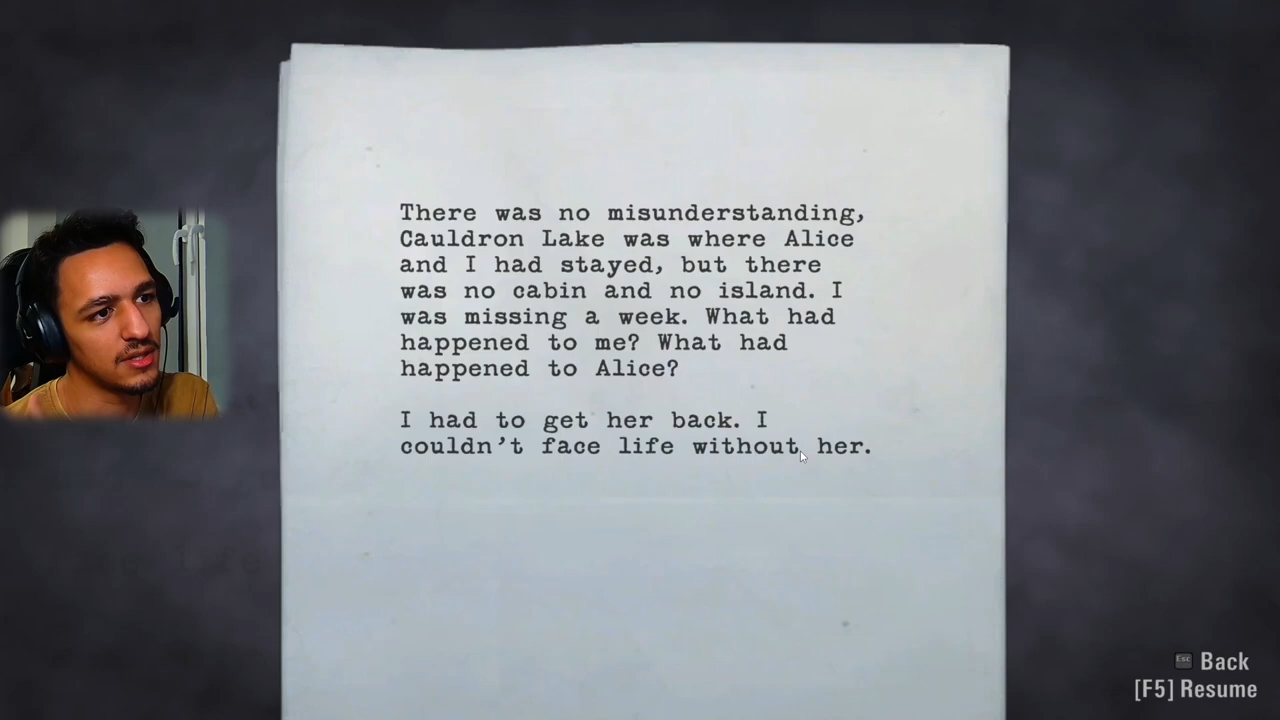 There was no misunderstanding,
Cauldron Lake was where Alice
and I had stayed, but there
was no cabin and no island. I
was missing a week. What had
happened to me? What had
happened to Alice?
I had to get her back. I
couldn't face life without her.
Esc Back
[F5] Resume